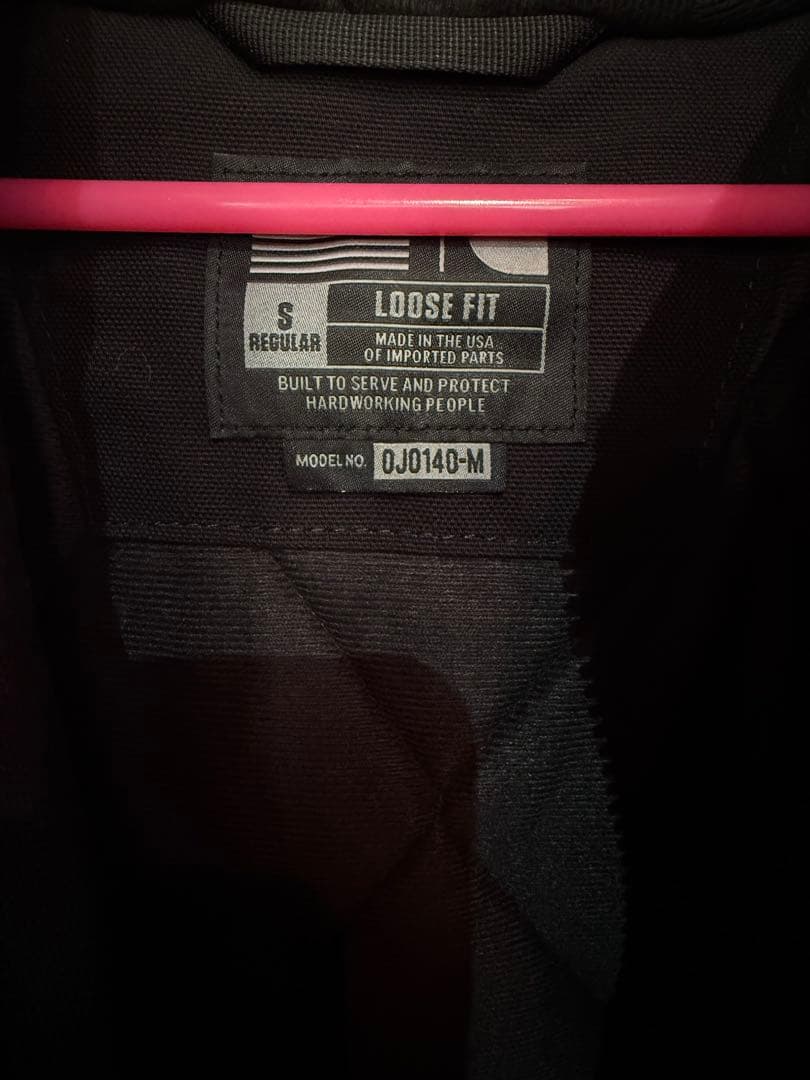 S
REGULAR
LOOSE FIT
MADE IN THE USA
OF IMPORTED PARTS
BUILT TO SERVE AND PROTECT
HARDWORKING PEOPLE
MODEL NO. OJ0140-M